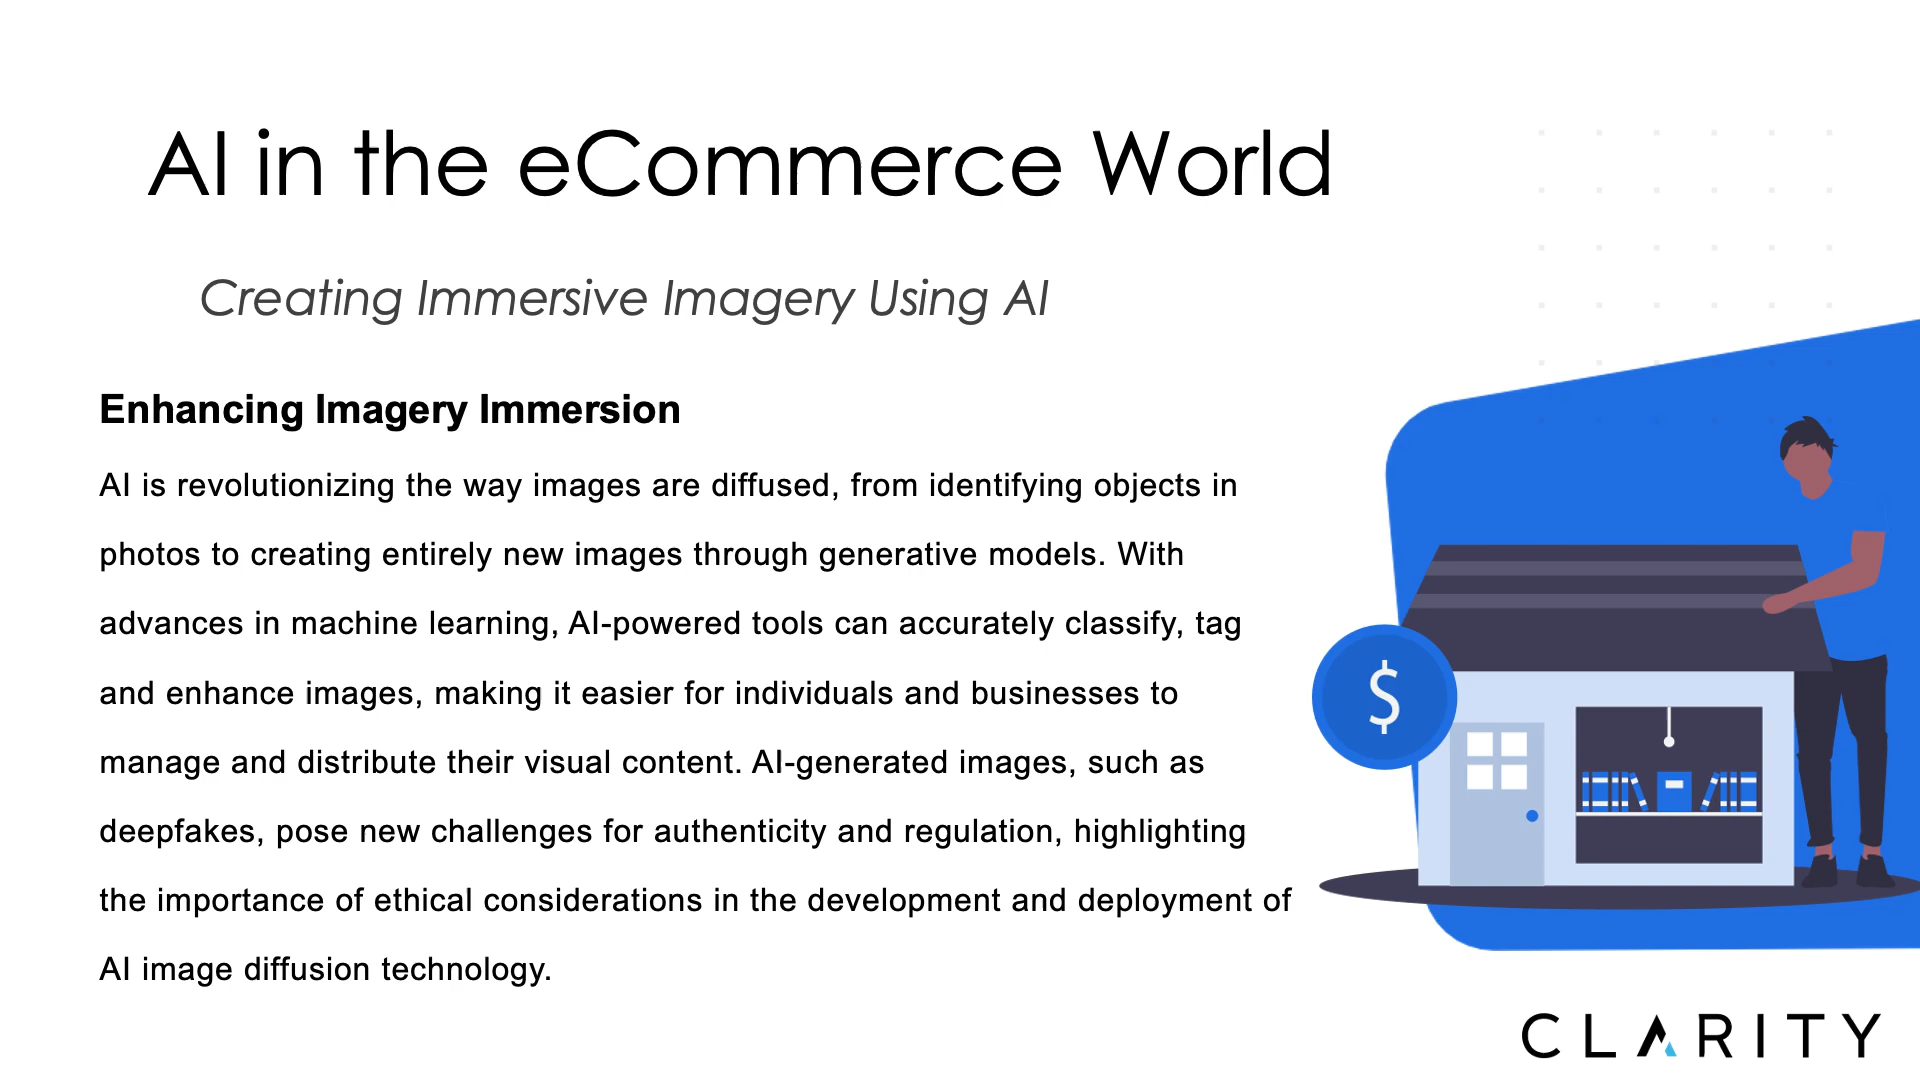 AI in the eCommerce World
Creating Immersive Imagery Using AI
Enhancing Imagery Immersion
AI is revolutionizing the way images are diffused, from identifying objects in
photos to creating entirely new images through generative models. With
advances in machine learning, AI-powered tools can accurately classify, tag
and enhance images, making it easier for individuals and businesses to
manage and distribute their visual content. AI-generated images, such as
deepfakes, pose new challenges for authenticity and regulation, highlighting
the importance of ethical considerations in the development and deployment of
AI image diffusion technology.
$
CLARITY